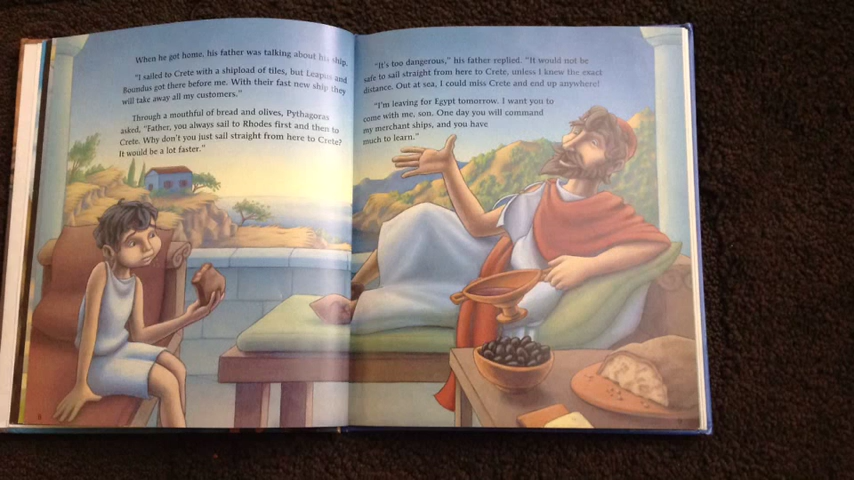 When he got home, his father was talking about his ship.
"I sailed to Crete with a shipload of tiles, but Leapus and
Boundus got there before me. With their fast new ship they
will take away all my customers."
Through a mouthful of bread and olives, Pythagoras
asked, "Father, you always sail to Rhodes first and then to
Crete. Why don't you just sail straight from here to Crete?
It would be a lot faster."
"It's too dangerous," his father replied. "It would not be
safe to sail straight from here to Crete, unless I knew the exact
distance. Out at sea, I could miss Crete and end up anywhere!
"I'm leaving for Egypt tomorrow. I want you to
come with me, son. One day you will command
my merchant ships, and you have
much to learn."